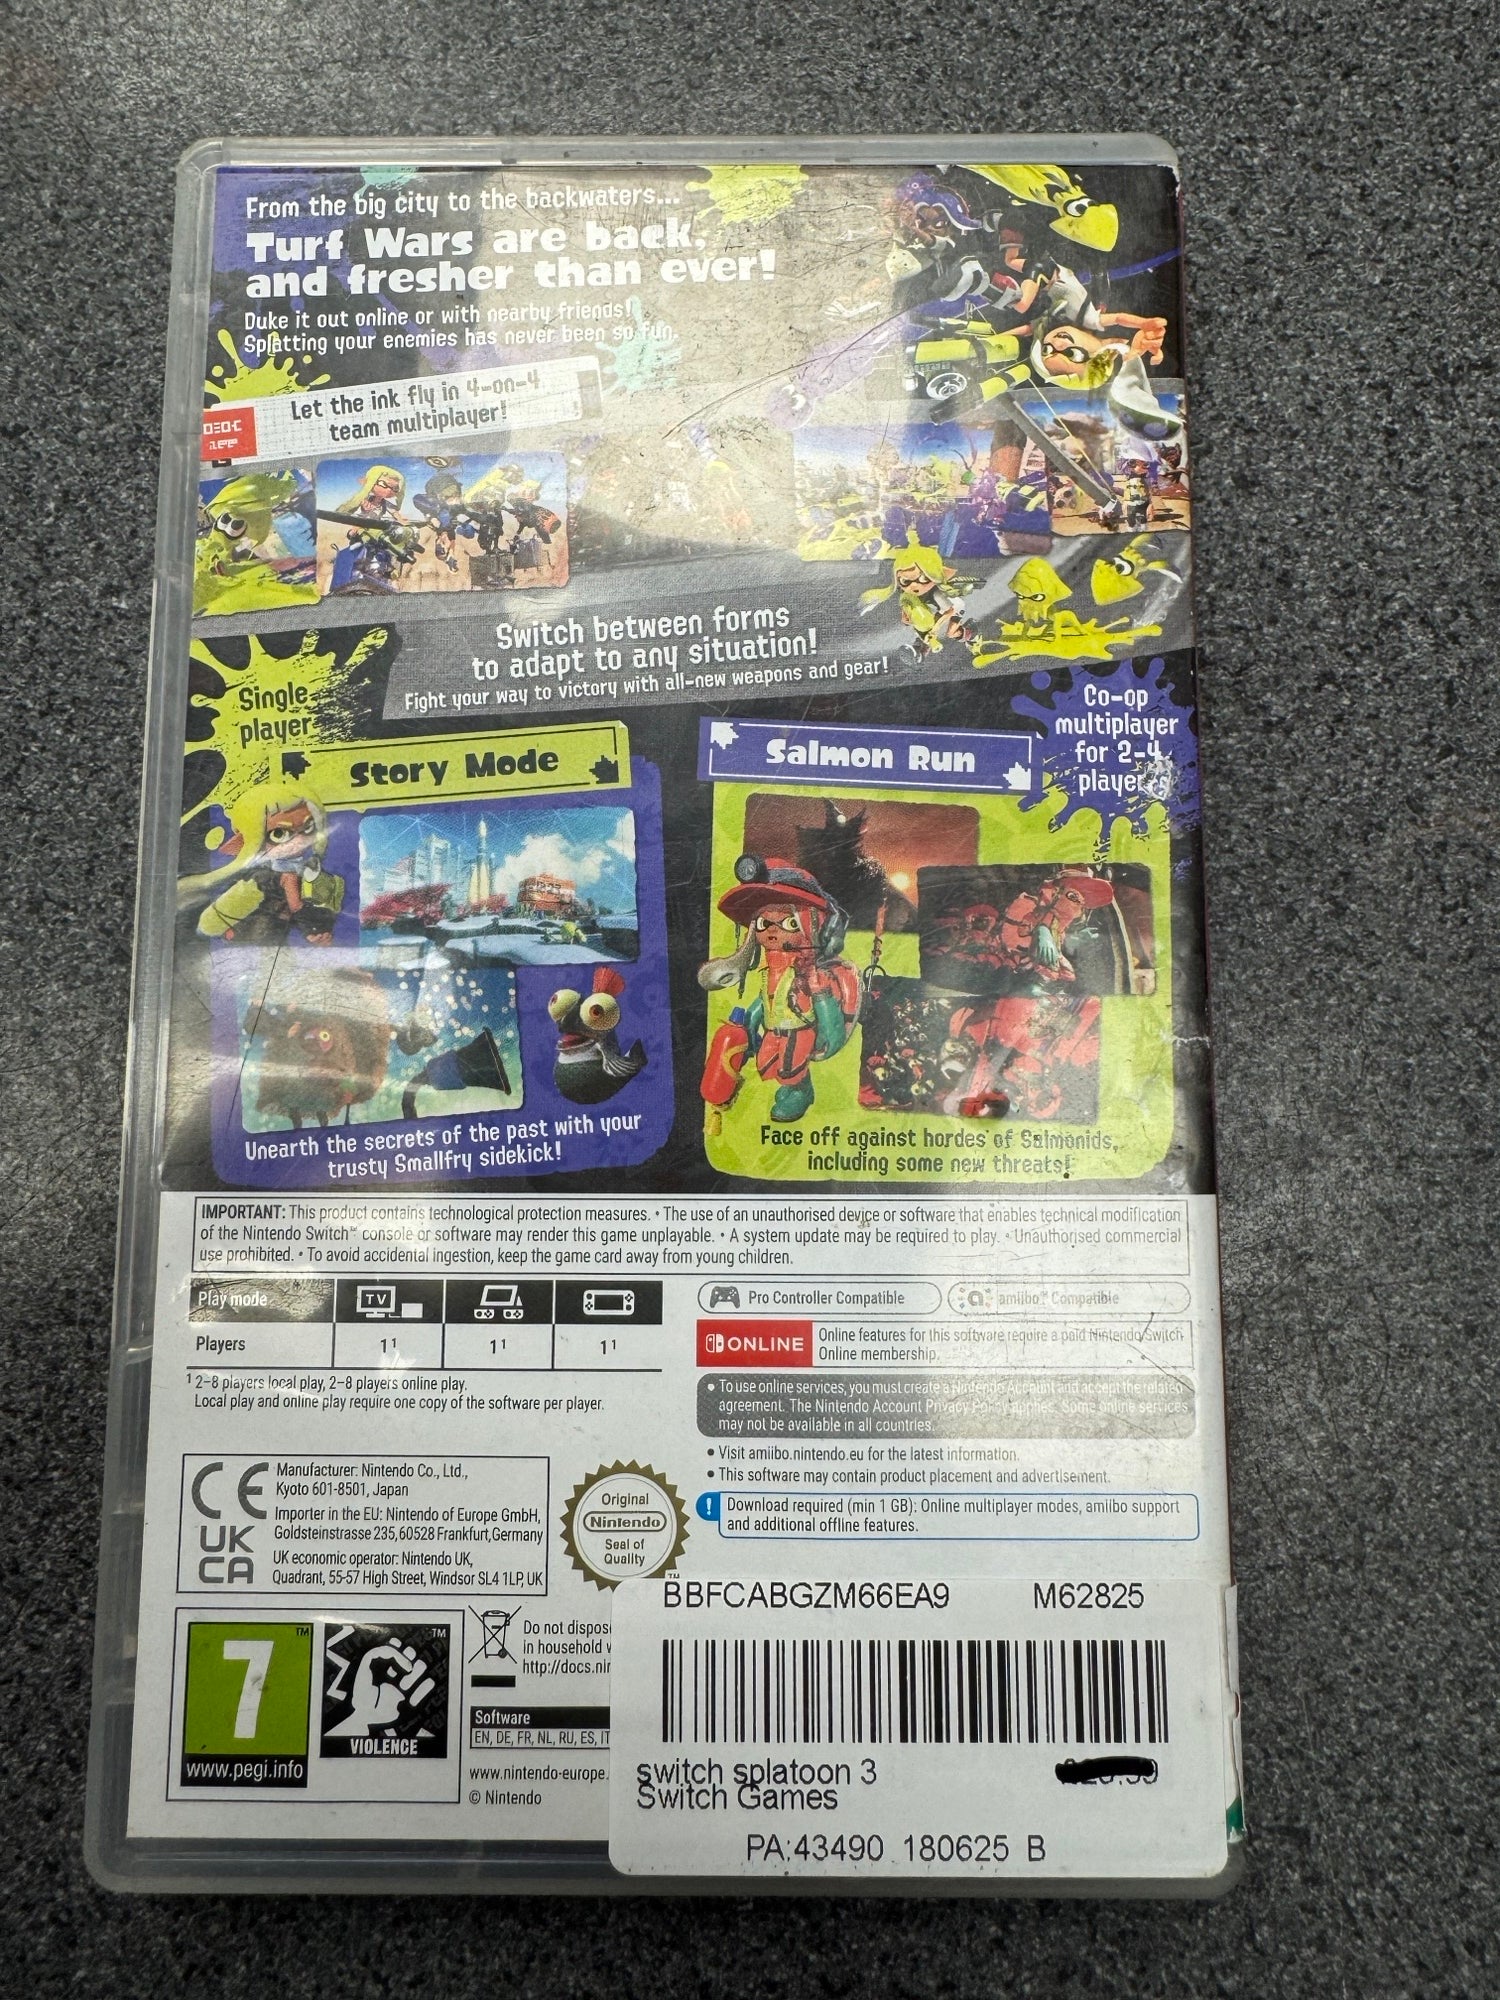 From the big city to the backwaters...
Turf Wars are back,
and fresher than ever!
Duke it out online or with nearby friends!
Splatting your enemies has never been so fun.
Let the ink fly in 4-on-4
team multiplayer!
Switch between forms
to adapt to any situation!
Fight your way to victory with all-new weapons and gear!
Single
player
Story Mode
Unearth the secrets of the past with your
trusty Smallfry sidekick!
Co-op
multiplayer
for 2-4
players
Salmon Run
Face off against hordes of Salmonids,
including some new threats!
IMPORTANT: This product contains technological protection measures. • The use of an unauthorised device or software that enables technical modification
of the Nintendo Switch™ console or software may render this game unplayable. • A system update may be required to play. • Unauthorised commercial
use prohibited. • To avoid accidental ingestion, keep the game card away from young children.
Play mode TV
Players 1¹ 1¹ 1¹
¹ 2-8 players local play, 2-8 players online play.
Local play and online play require one copy of the software per player.
Pro Controller Compatible
amiibo™ Compatible
ONLINE
Online features for this software require a paid Nintendo Switch
Online membership.
• To use online services, you must create a Nintendo Account and accept the related
agreement. The Nintendo Account Privacy Policy applies. Some online services
may not be available in all countries.
• Visit amiibo.nintendo.eu for the latest information.
• This software may contain product placement and advertisement.
! Download required (min 1 GB): Online multiplayer modes, amiibo support
and additional offline features.
CE
UK
CA
Manufacturer: Nintendo Co., Ltd.,
Kyoto 601-8501, Japan
Importer in the EU: Nintendo of Europe GmbH,
Goldsteinstrasse 235, 60528 Frankfurt, Germany
UK economic operator: Nintendo UK,
Quadrant, 55-57 High Street, Windsor SL4 1LP, UK
Original
Nintendo
Seal of
Quality
TM
7
TM
www.pegi.info
TM
VIOLENCE
Do not
in household
http://docs.
Software
EN, DE, FR, NL, RU, ES, IT
www.nintendo-europe.
© Nintendo
BBFCABGZM66EA9 M62825
switch splatoon 3
Switch Games
PA:43490 180625 B